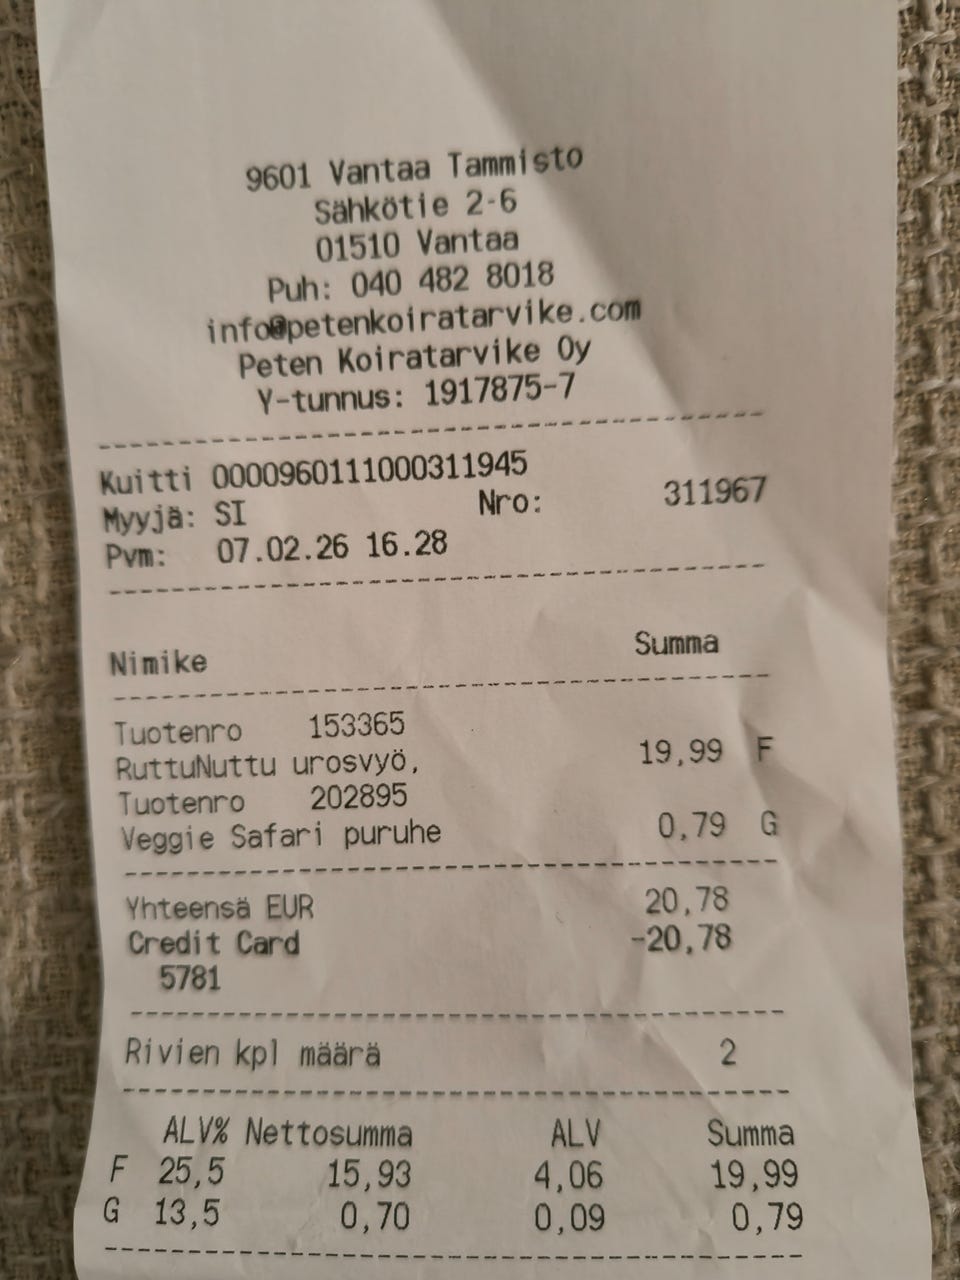 9601 Vantaa Tammisto
Sähkötie 2-6
01510 Vantaa
Puh: 040 482 8018
info@petenkoiratarvike.com
Peten Koiratarvike Oy
Y-tunnus: 1917875-7
Kuitti 0000960111000311945
Myyjä: SI Nro: 311967
Pvm: 07.02.26 16.28
Nimike Summa
Tuotenro 153365
RuttuNuttu urosvyö, 19,99 F
Tuotenro 202895
Veggie Safari puruhe 0,79 G
Yhteensä EUR 20,78
Credit Card -20,78
5781
Rivien kpl määrä 2
ALV% Nettosumma ALV Summa
F 25,5 15,93 4,06 19,99
G 13,5 0,70 0,09 0,79